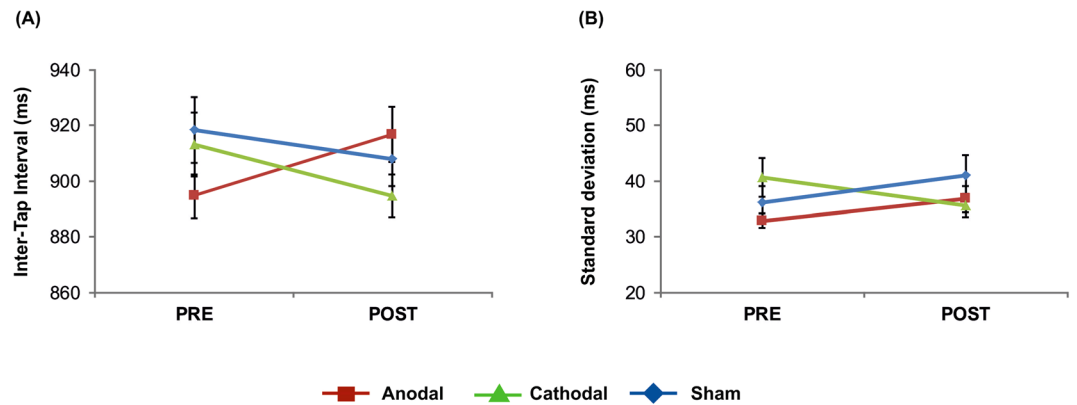 (A)
Inter-Tap Interval (ms)
940
920
900
880
860
PRE
POST
(B)
Standard deviation (ms)
60
50
40
30
20
PRE
POST
Anodal
Cathodal
Sham